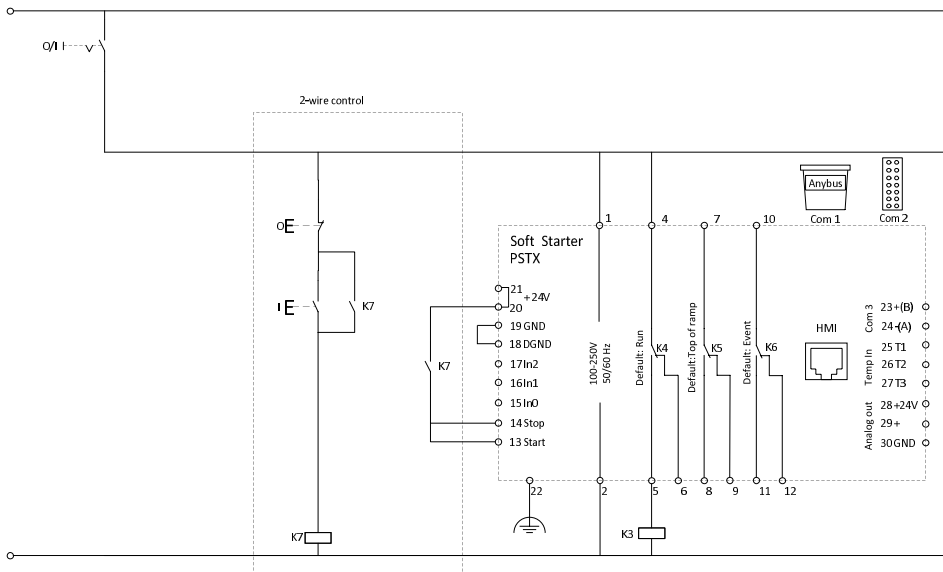 O/I
2-wire control
Anybus
Com 1
Com 2
1
4
7
10
O
Soft Starter
PSTX
21
+24V
20
I
K7
19 GND
18 DGND
K7
17 In2
16 In1
15 In0
14 Stop
13 Start
100-250V
50/60 Hz
Default: Run
K4
Default:Top of ramp
K5
Default: Event
K6
HMI
Com 3
23+(B)
24-(A)
Temp In
25 T1
26 T2
27 T3
Analog out
28+24V
29+
30 GND
22
2
5
6
8
9
11
12
K7
K3